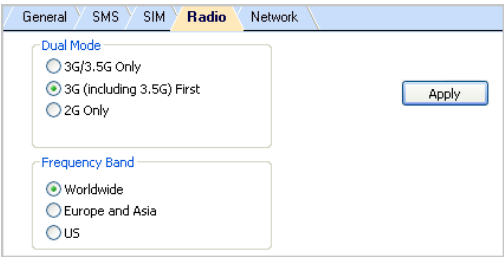 General SMS SIM Radio Network
Dual Mode
3G/3.5G Only
3G (including 3.5G) First
2G Only
Apply
Frequency Band
Worldwide
Europe and Asia
US